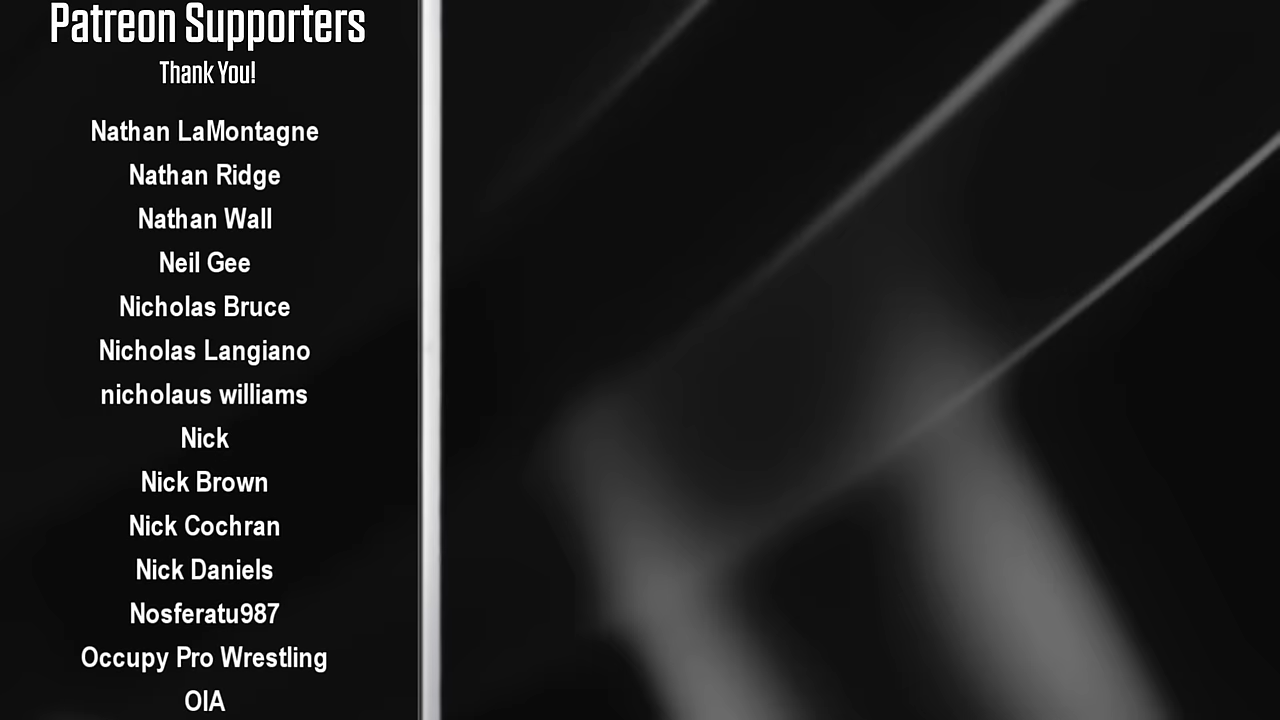 Patreon Supporters
Thank You!
Nathan LaMontagne
Nathan Ridge
Nathan Wall
Neil Gee
Nicholas Bruce
Nicholas Langiano
nicholaus williams
Nick
Nick Brown
Nick Cochran
Nick Daniels
Nosferatu987
Occupy Pro Wrestling
OIA